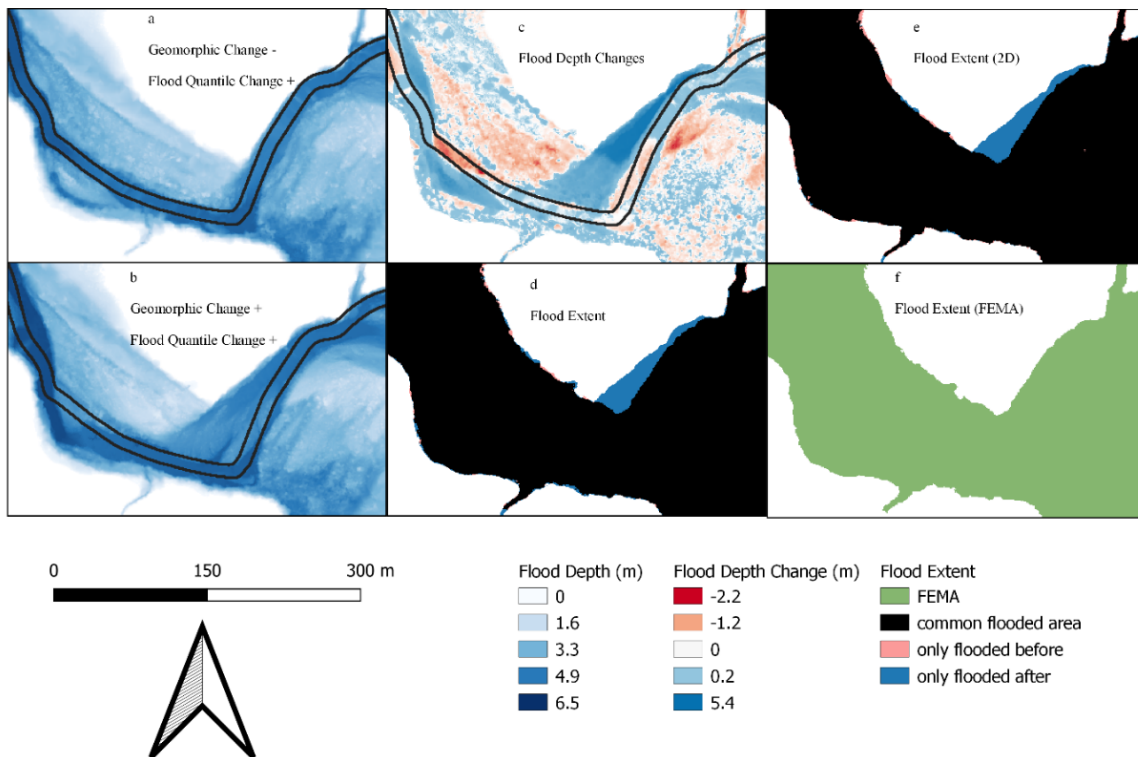 a
Geomorphic Change -
Flood Quantile Change +
c
Flood Depth Changes
e
Flood Extent (2D)
b
Geomorphic Change +
Flood Quantile Change +
d
Flood Extent
f
Flood Extent (FEMA)
0 150 300 m
Flood Depth (m)
0
1.6
3.3
4.9
6.5
Flood Depth Change (m)
-2.2
-1.2
0
0.2
5.4
Flood Extent
FEMA
common flooded area
only flooded before
only flooded after